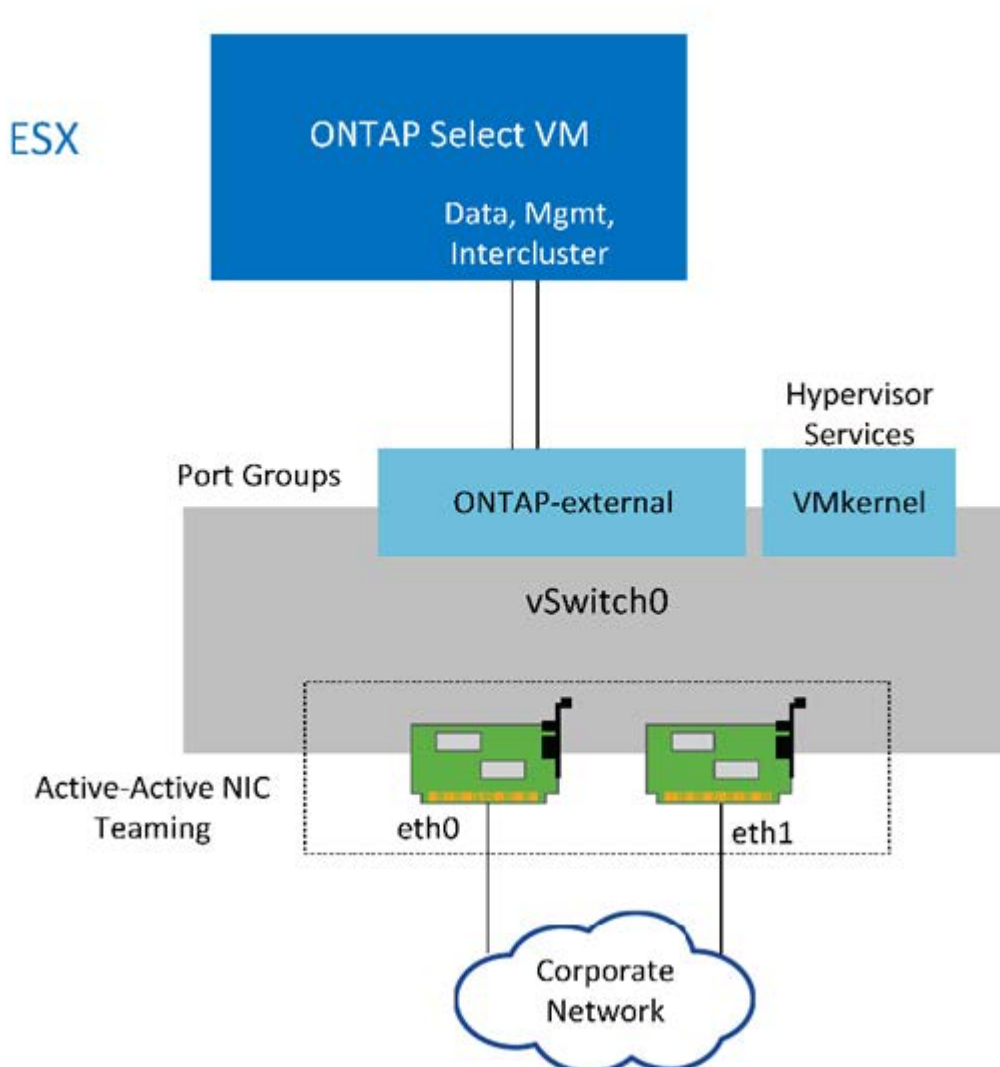 ESX
ONTAP Select VM
Data, Mgmt,
Intercluster
Hypervisor
Services
Port Groups
ONTAP-external
VMkernel
vSwitch0
Active-Active NIC
Teaming
eth0
eth1
Corporate
Network